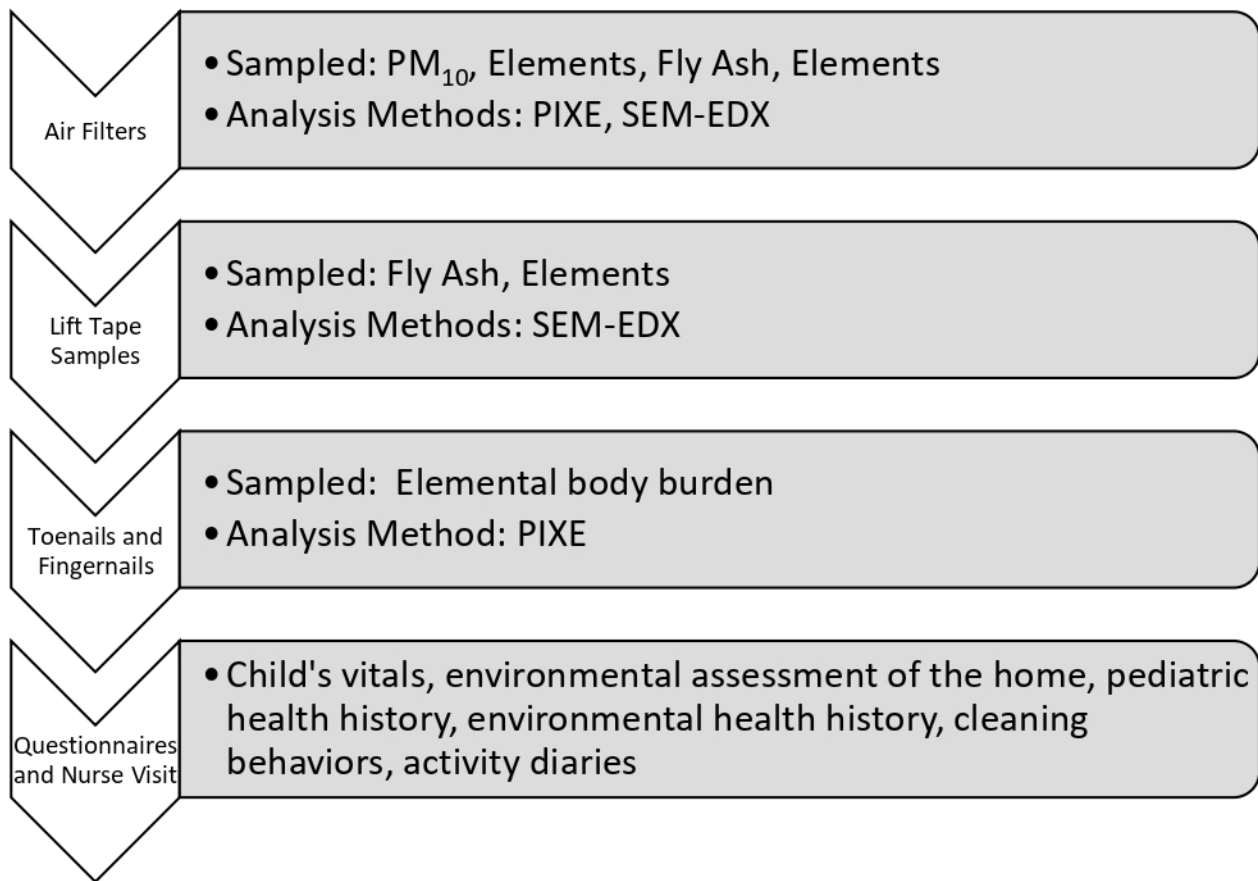 Air Filters
• Sampled: PM₁₀, Elements, Fly Ash, Elements
• Analysis Methods: PIXE, SEM-EDX
Lift Tape
Samples
• Sampled: Fly Ash, Elements
• Analysis Methods: SEM-EDX
Toenails and
Fingernails
• Sampled:  Elemental body burden
• Analysis Method: PIXE
Questionnaires
and Nurse Visit
• Child's vitals, environmental assessment of the home, pediatric
health history, environmental health history, cleaning
behaviors, activity diaries